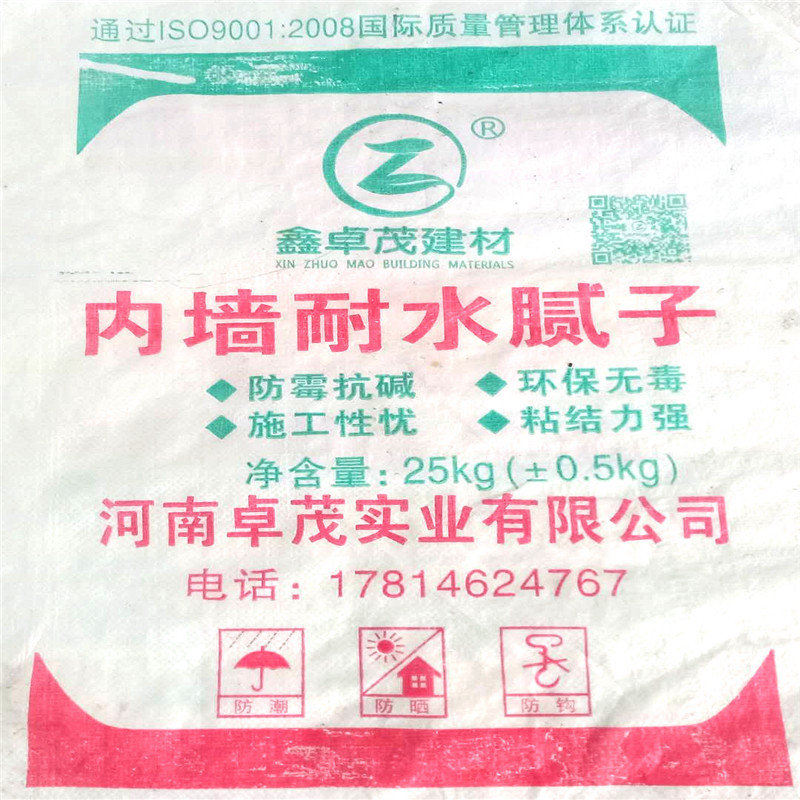 通过ISO9001:2008国际质量管理体系认证
®
鑫卓茂建材
XIN ZHUO MAO BUILDING MATERIALS
内墙耐水腻子
◆防霉抗碱 ◆环保无毒
◆施工性忧 ◆粘结力强
净含量:25kg(±0.5kg)
河南卓茂实业有限公司
电话:17814624767
防潮 防晒 防钩